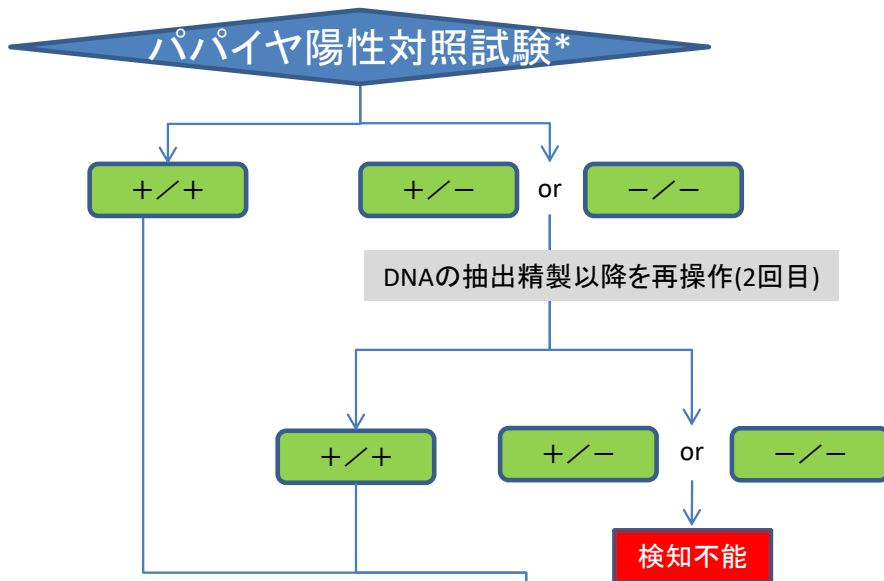 パパイヤ陽性対照試験*
+/+
+/-
or
-/-
DNAの抽出精製以降を再操作(2回目)
+/+
+/-
or
-/-
検知不能